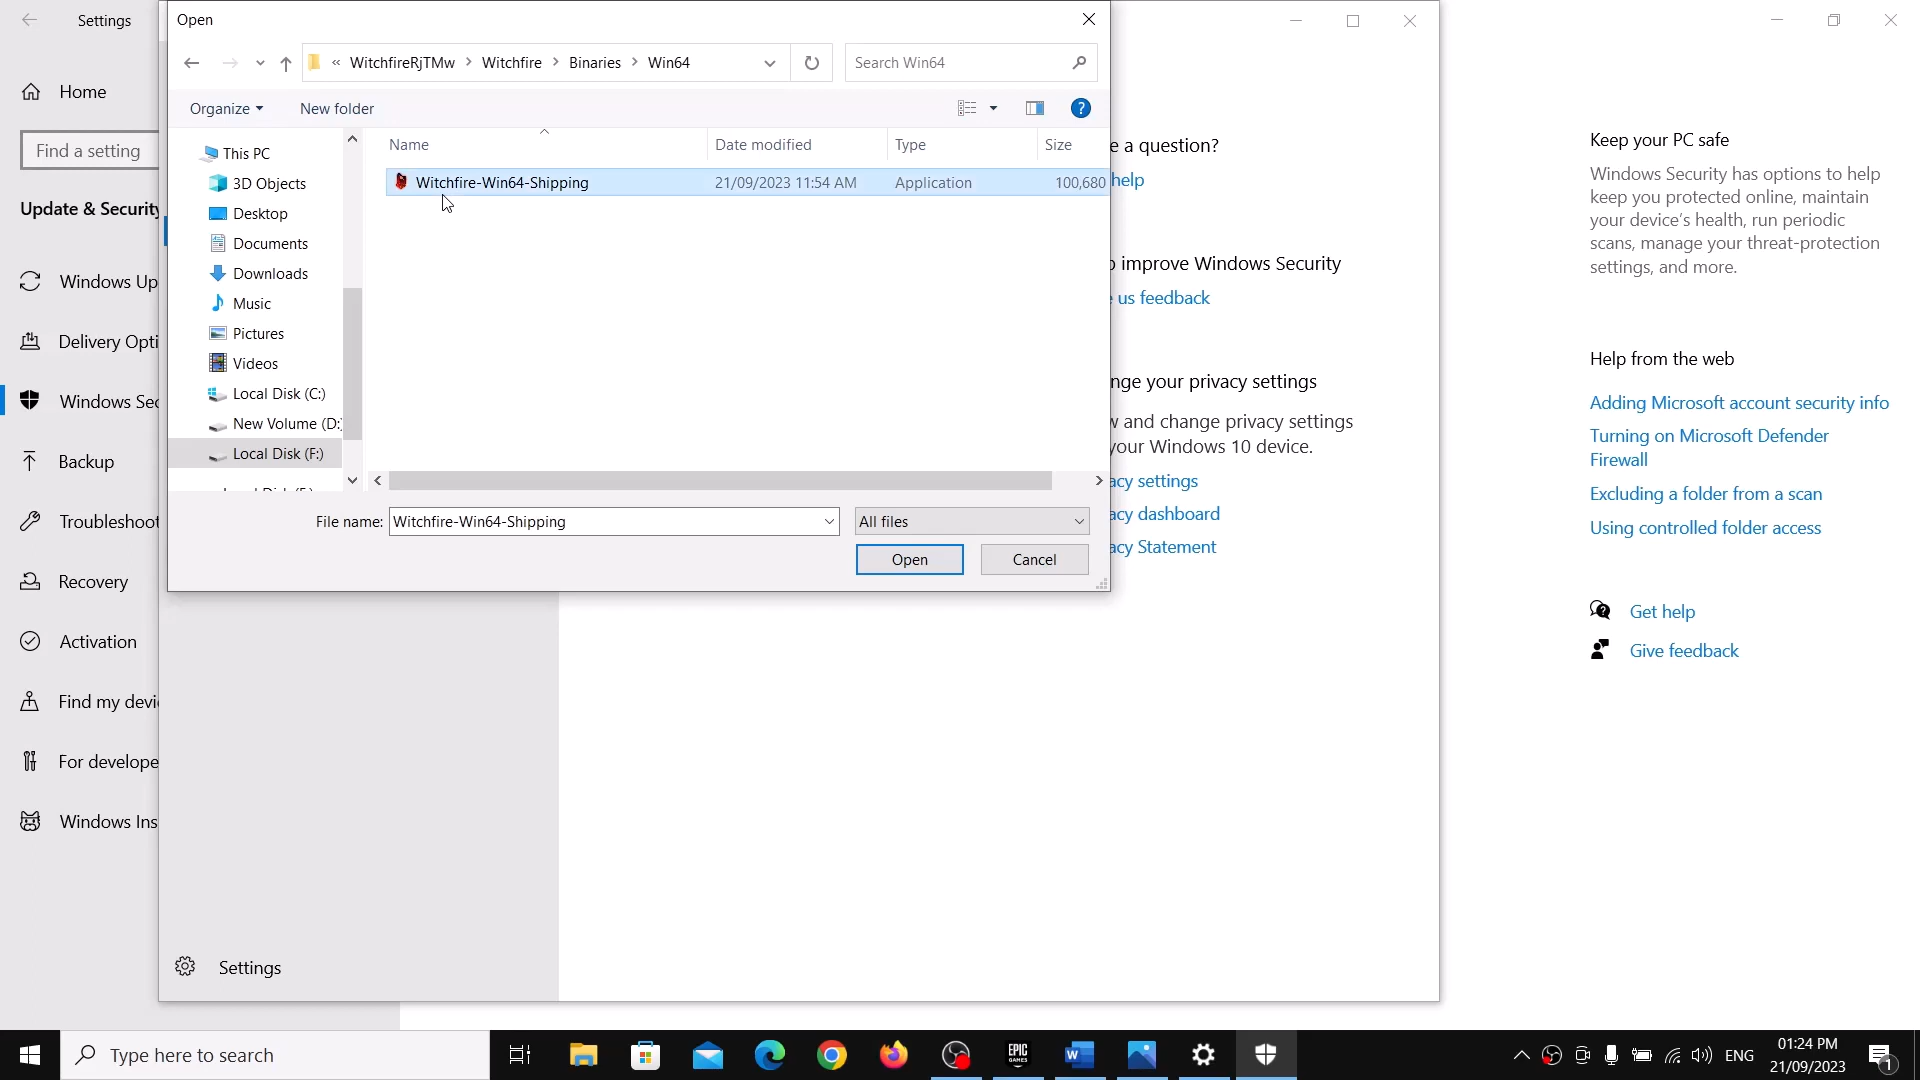 Settings
Home
Find a setting
Update & Security
Windows Up
Delivery Opti
Windows Sec
Backup
Troubleshoot
Recovery
Activation
Find my devi
For develope
Windows Ins
Open
« WitchfireRjTMw > Witchfire > Binaries > Win64
Search Win64
Organize
New folder
?
Name
Date modified
Type
Size
Witchfire-Win64-Shipping
21/09/2023 11:54 AM
Application
100,680
This PC
3D Objects
Desktop
Documents
Downloads
Music
Pictures
Videos
Local Disk (C:)
New Volume (D:)
Local Disk (F:)
File name:
Witchfire-Win64-Shipping
All files
Open
Cancel
Settings
e a question?
help
o improve Windows Security
e us feedback
nge your privacy settings
w and change privacy settings
your Windows 10 device.
acy settings
acy dashboard
acy Statement
Keep your PC safe
Windows Security has options to help
keep you protected online, maintain
your device's health, run periodic
scans, manage your threat-protection
settings, and more.
Help from the web
Adding Microsoft account security info
Turning on Microsoft Defender
Firewall
Excluding a folder from a scan
Using controlled folder access
Get help
Give feedback
Type here to search
EPIC
GAMES
W
ENG
01:24 PM
21/09/2023
1